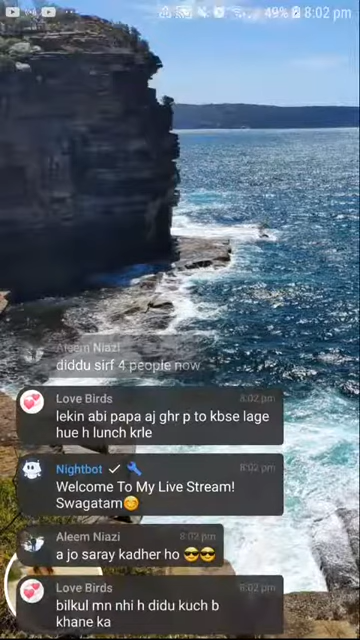 49% 8:02 pm
Aleem Niazi
diddu sirf 4 people now
Love Birds 8:02 pm
lekin abi papa aj ghr p to kbse lage
hue h lunch krle
Nightbot 8:02 pm
Welcome To My Live Stream!
Swagatam😊
Aleem Niazi 8:02 pm
a jo saray kadher ho 😎😎
Love Birds 8:02 pm
bilkul mn nhi h didu kuch b
khane ka